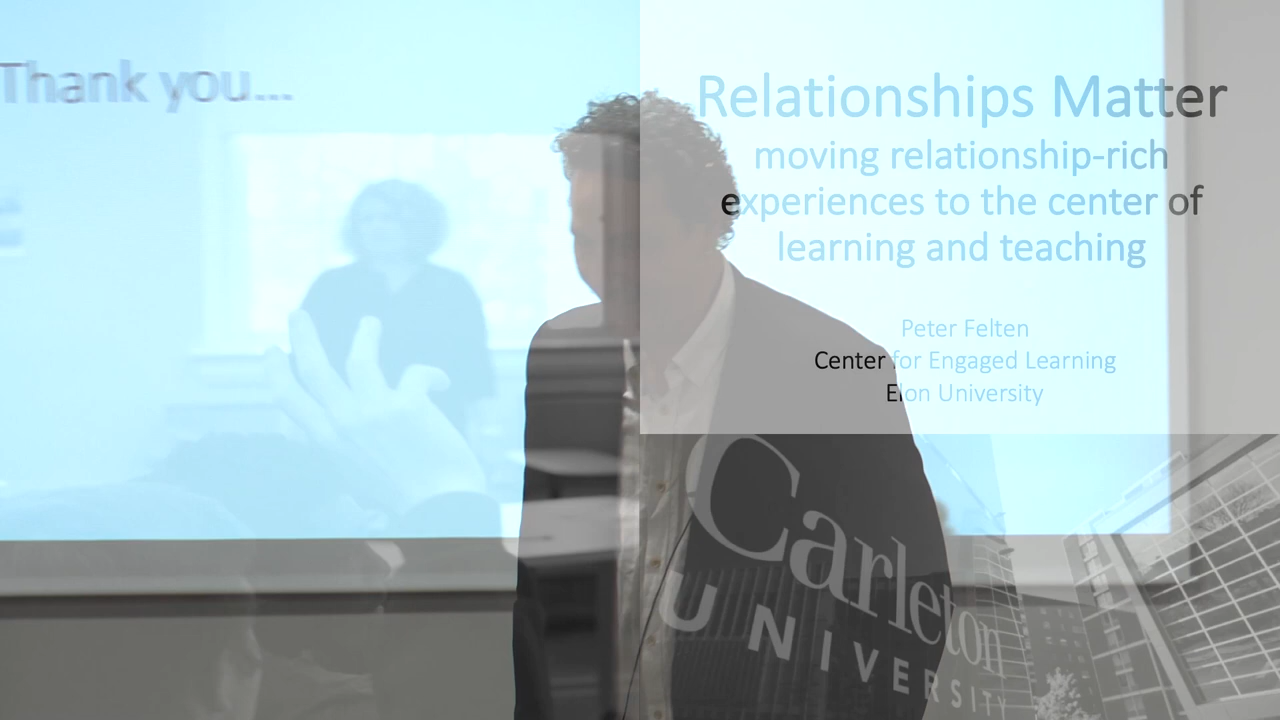 Thank you...
Relationships Matter
moving relationship-rich
experiences to the center of
learning and teaching
Peter Felten
Center for Engaged Learning
Elon University
Carleton
UNIVERSITY